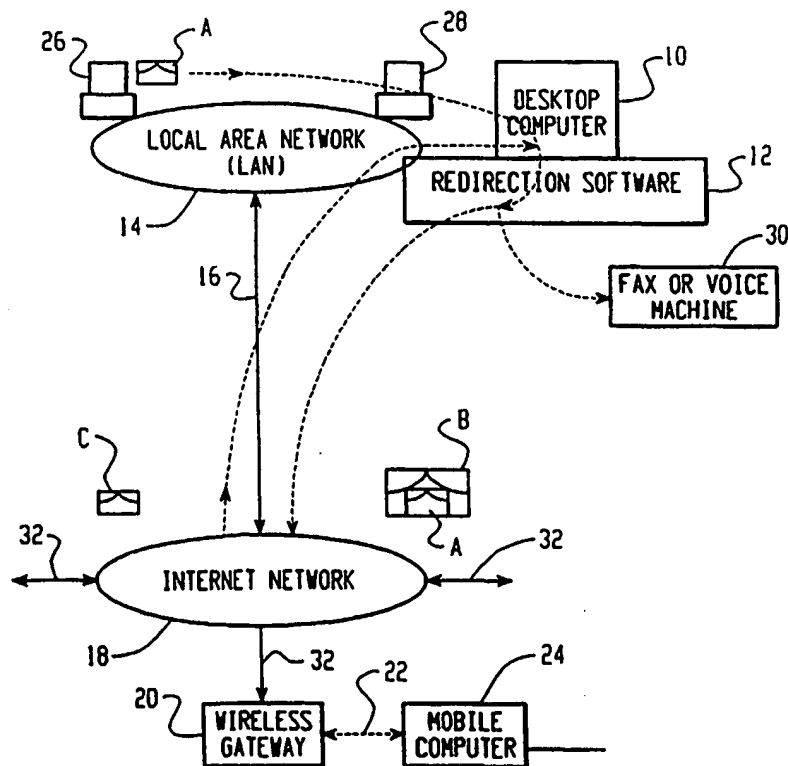 26
A
28
10
DESKTOP
COMPUTER
LOCAL AREA NETWORK
(LAN)
REDIRECTION SOFTWARE
12
14
30
FAX OR VOICE
MACHINE
16
C
B
A
32
INTERNET NETWORK
32
18
32
24
20
WIRELESS
GATEWAY
22
MOBILE
COMPUTER